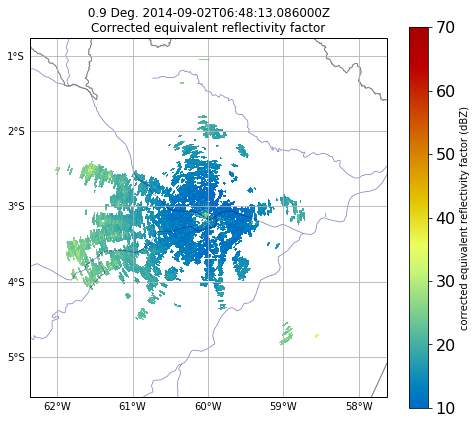 0.9 Deg. 2014-09-02T06:48:13.086000Z
Corrected equivalent reflectivity factor
1°S
2°S
3°S
4°S
5°S
62°W 61°W 60°W 59°W 58°W
70
60
50
40
30
20
10
corrected equivalent reflectivity factor (dBZ)